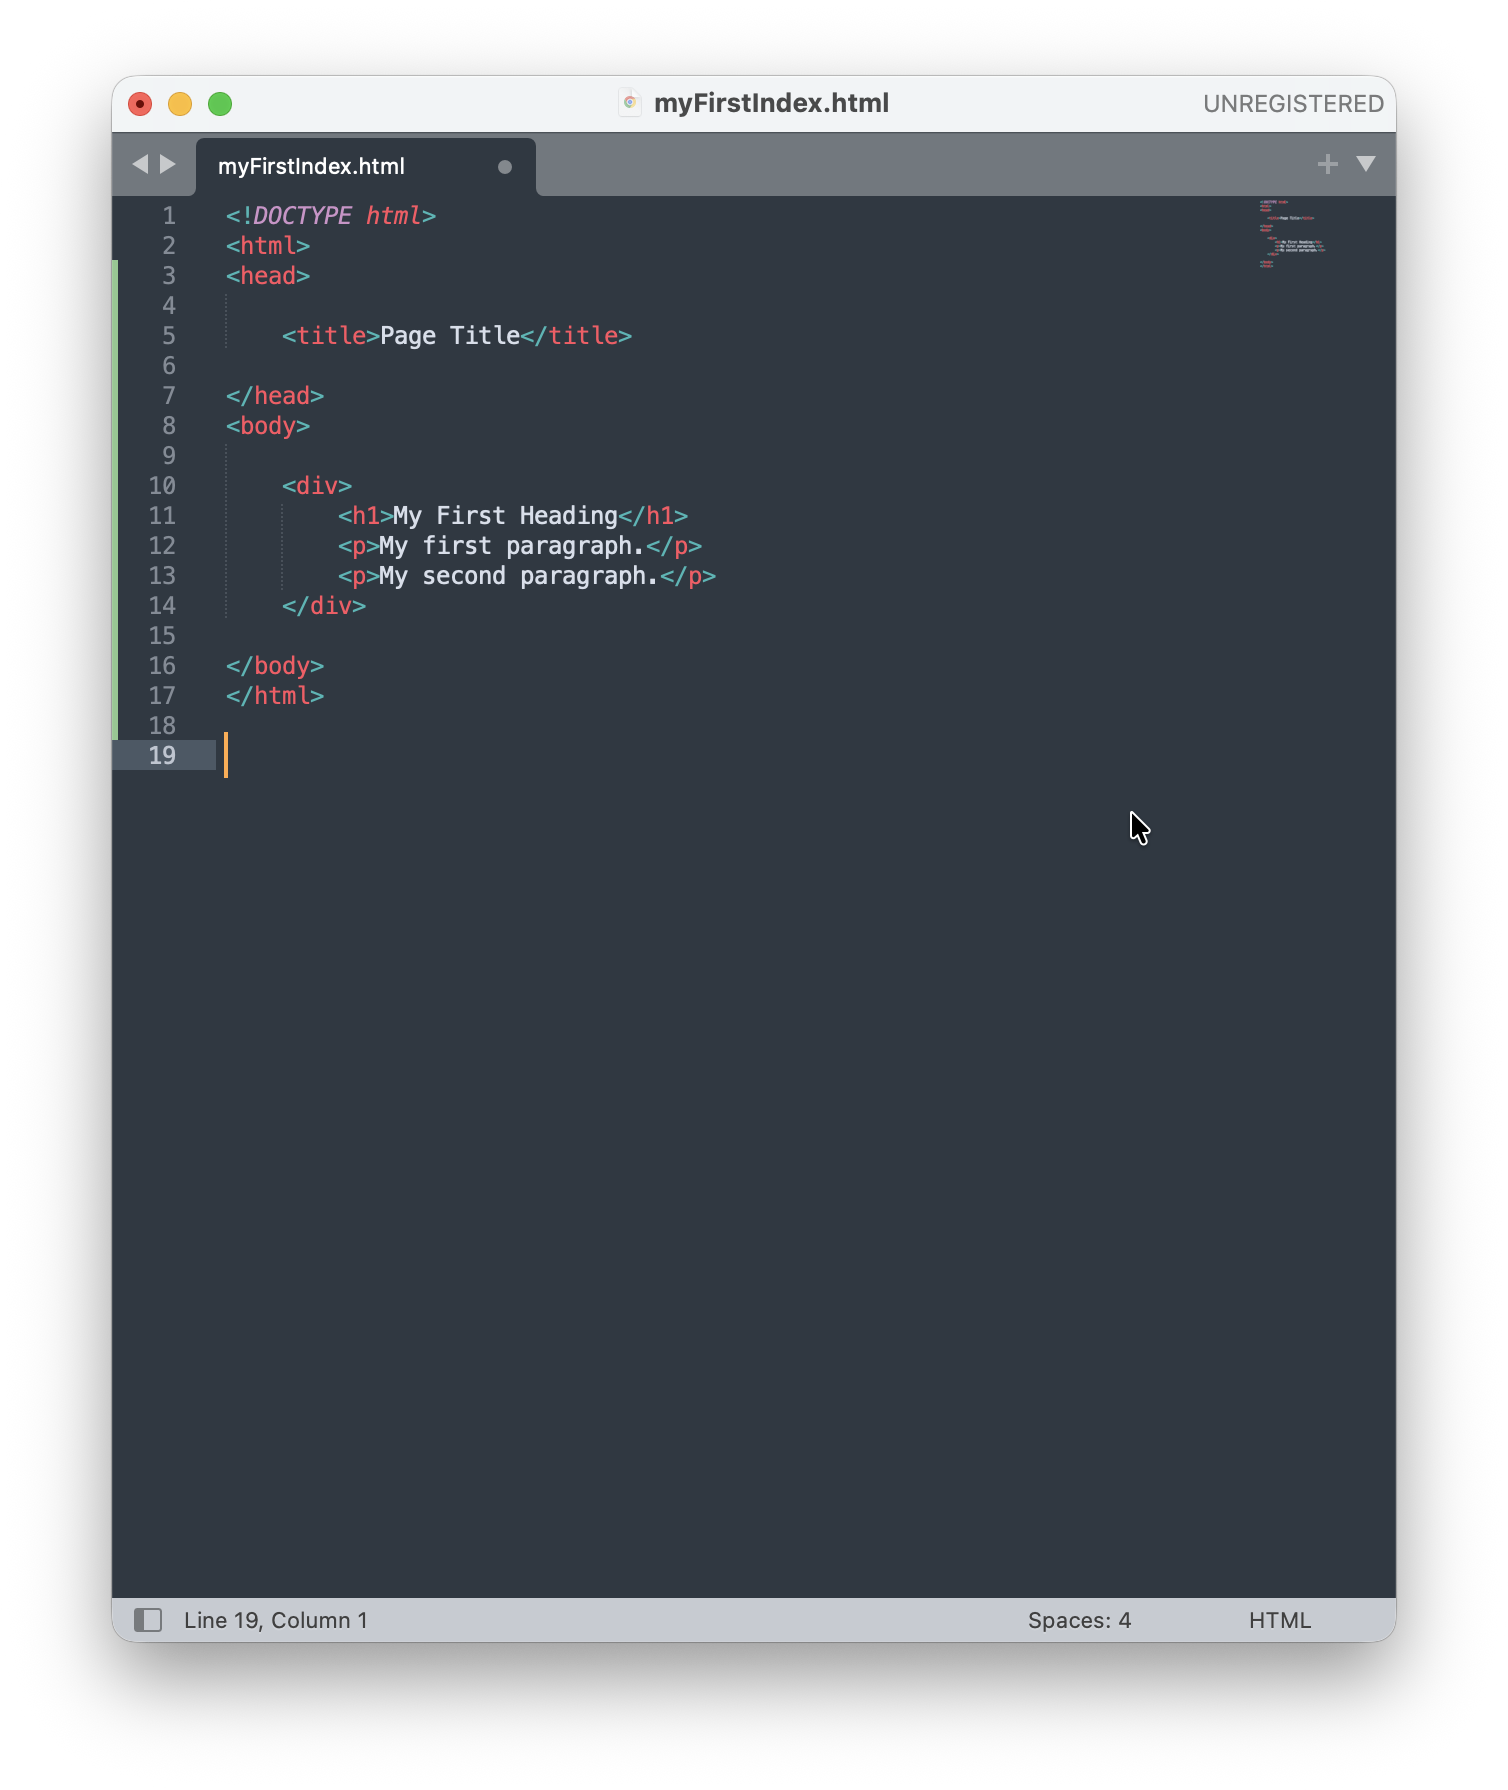 myFirstIndex.html
UNREGISTERED
myFirstIndex.html
1 <!DOCTYPE html>
2 <html>
3 <head>
4
5     <title>Page Title</title>
6
7 </head>
8 <body>
9
10     <div>
11         <h1>My First Heading</h1>
12         <p>My first paragraph.</p>
13         <p>My second paragraph.</p>
14     </div>
15
16 </body>
17 </html>
18
19
Line 19, Column 1
Spaces: 4
HTML